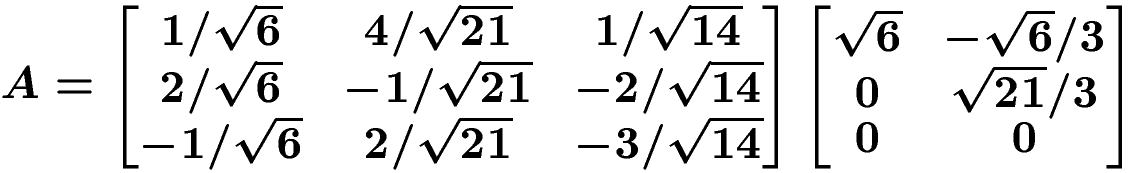 A = [1/√6 4/√21 1/√14] [√6 -√6/3]
[2/√6 -1/√21 -2/√14] [0 √21/3]
[-1/√6 2/√21 -3/√14] [0 0]